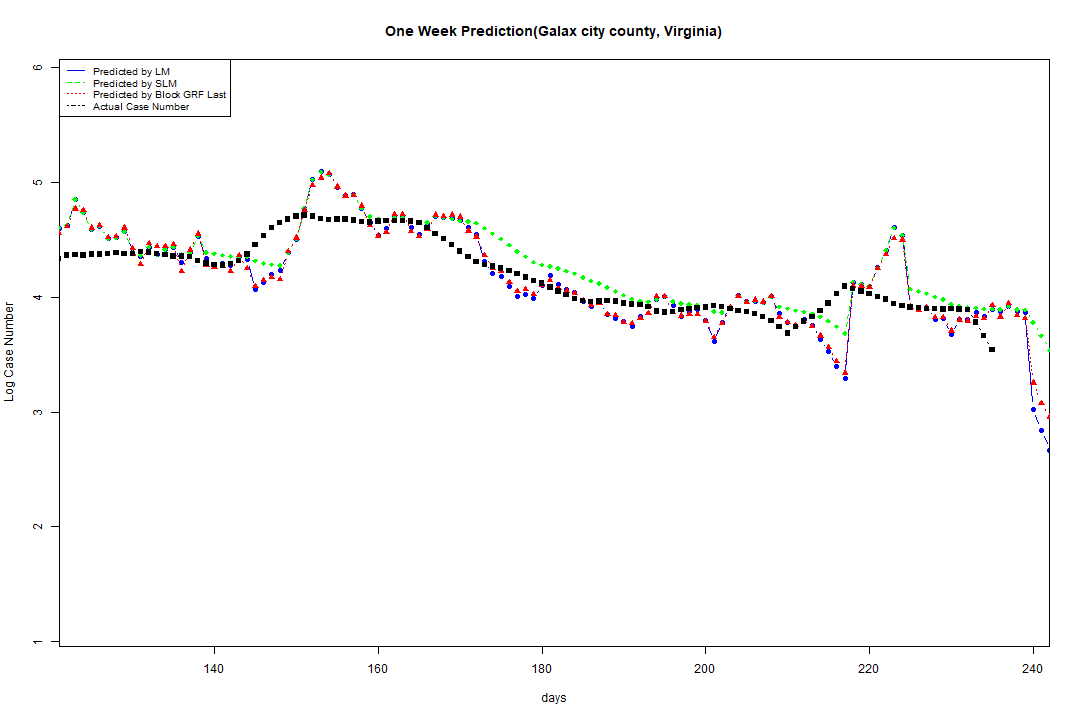 One Week Prediction(Galax city county, Virginia)
Predicted by LM
Predicted by SLM
Predicted by Block GRF Last
Actual Case Number
6
5
4
3
2
1
Log Case Number
140 160 180 200 220 240
days